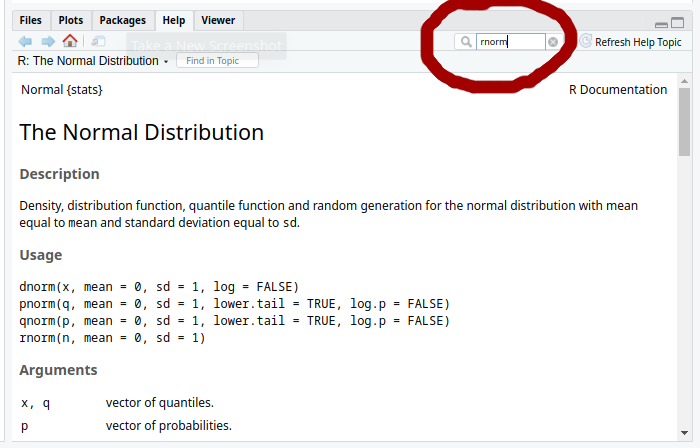 Files Plots Packages Help Viewer
Take a New Screenshot
rnorm
Refresh Help Topic
R: The Normal Distribution
Find in Topic
Normal {stats} R Documentation
The Normal Distribution
Description
Density, distribution function, quantile function and random generation for the normal distribution with mean
equal to mean and standard deviation equal to sd.
Usage
dnorm(x, mean = 0, sd = 1, log = FALSE)
pnorm(q, mean = 0, sd = 1, lower.tail = TRUE, log.p = FALSE)
qnorm(p, mean = 0, sd = 1, lower.tail = TRUE, log.p = FALSE)
rnorm(n, mean = 0, sd = 1)
Arguments
x, q vector of quantiles.
p vector of probabilities.